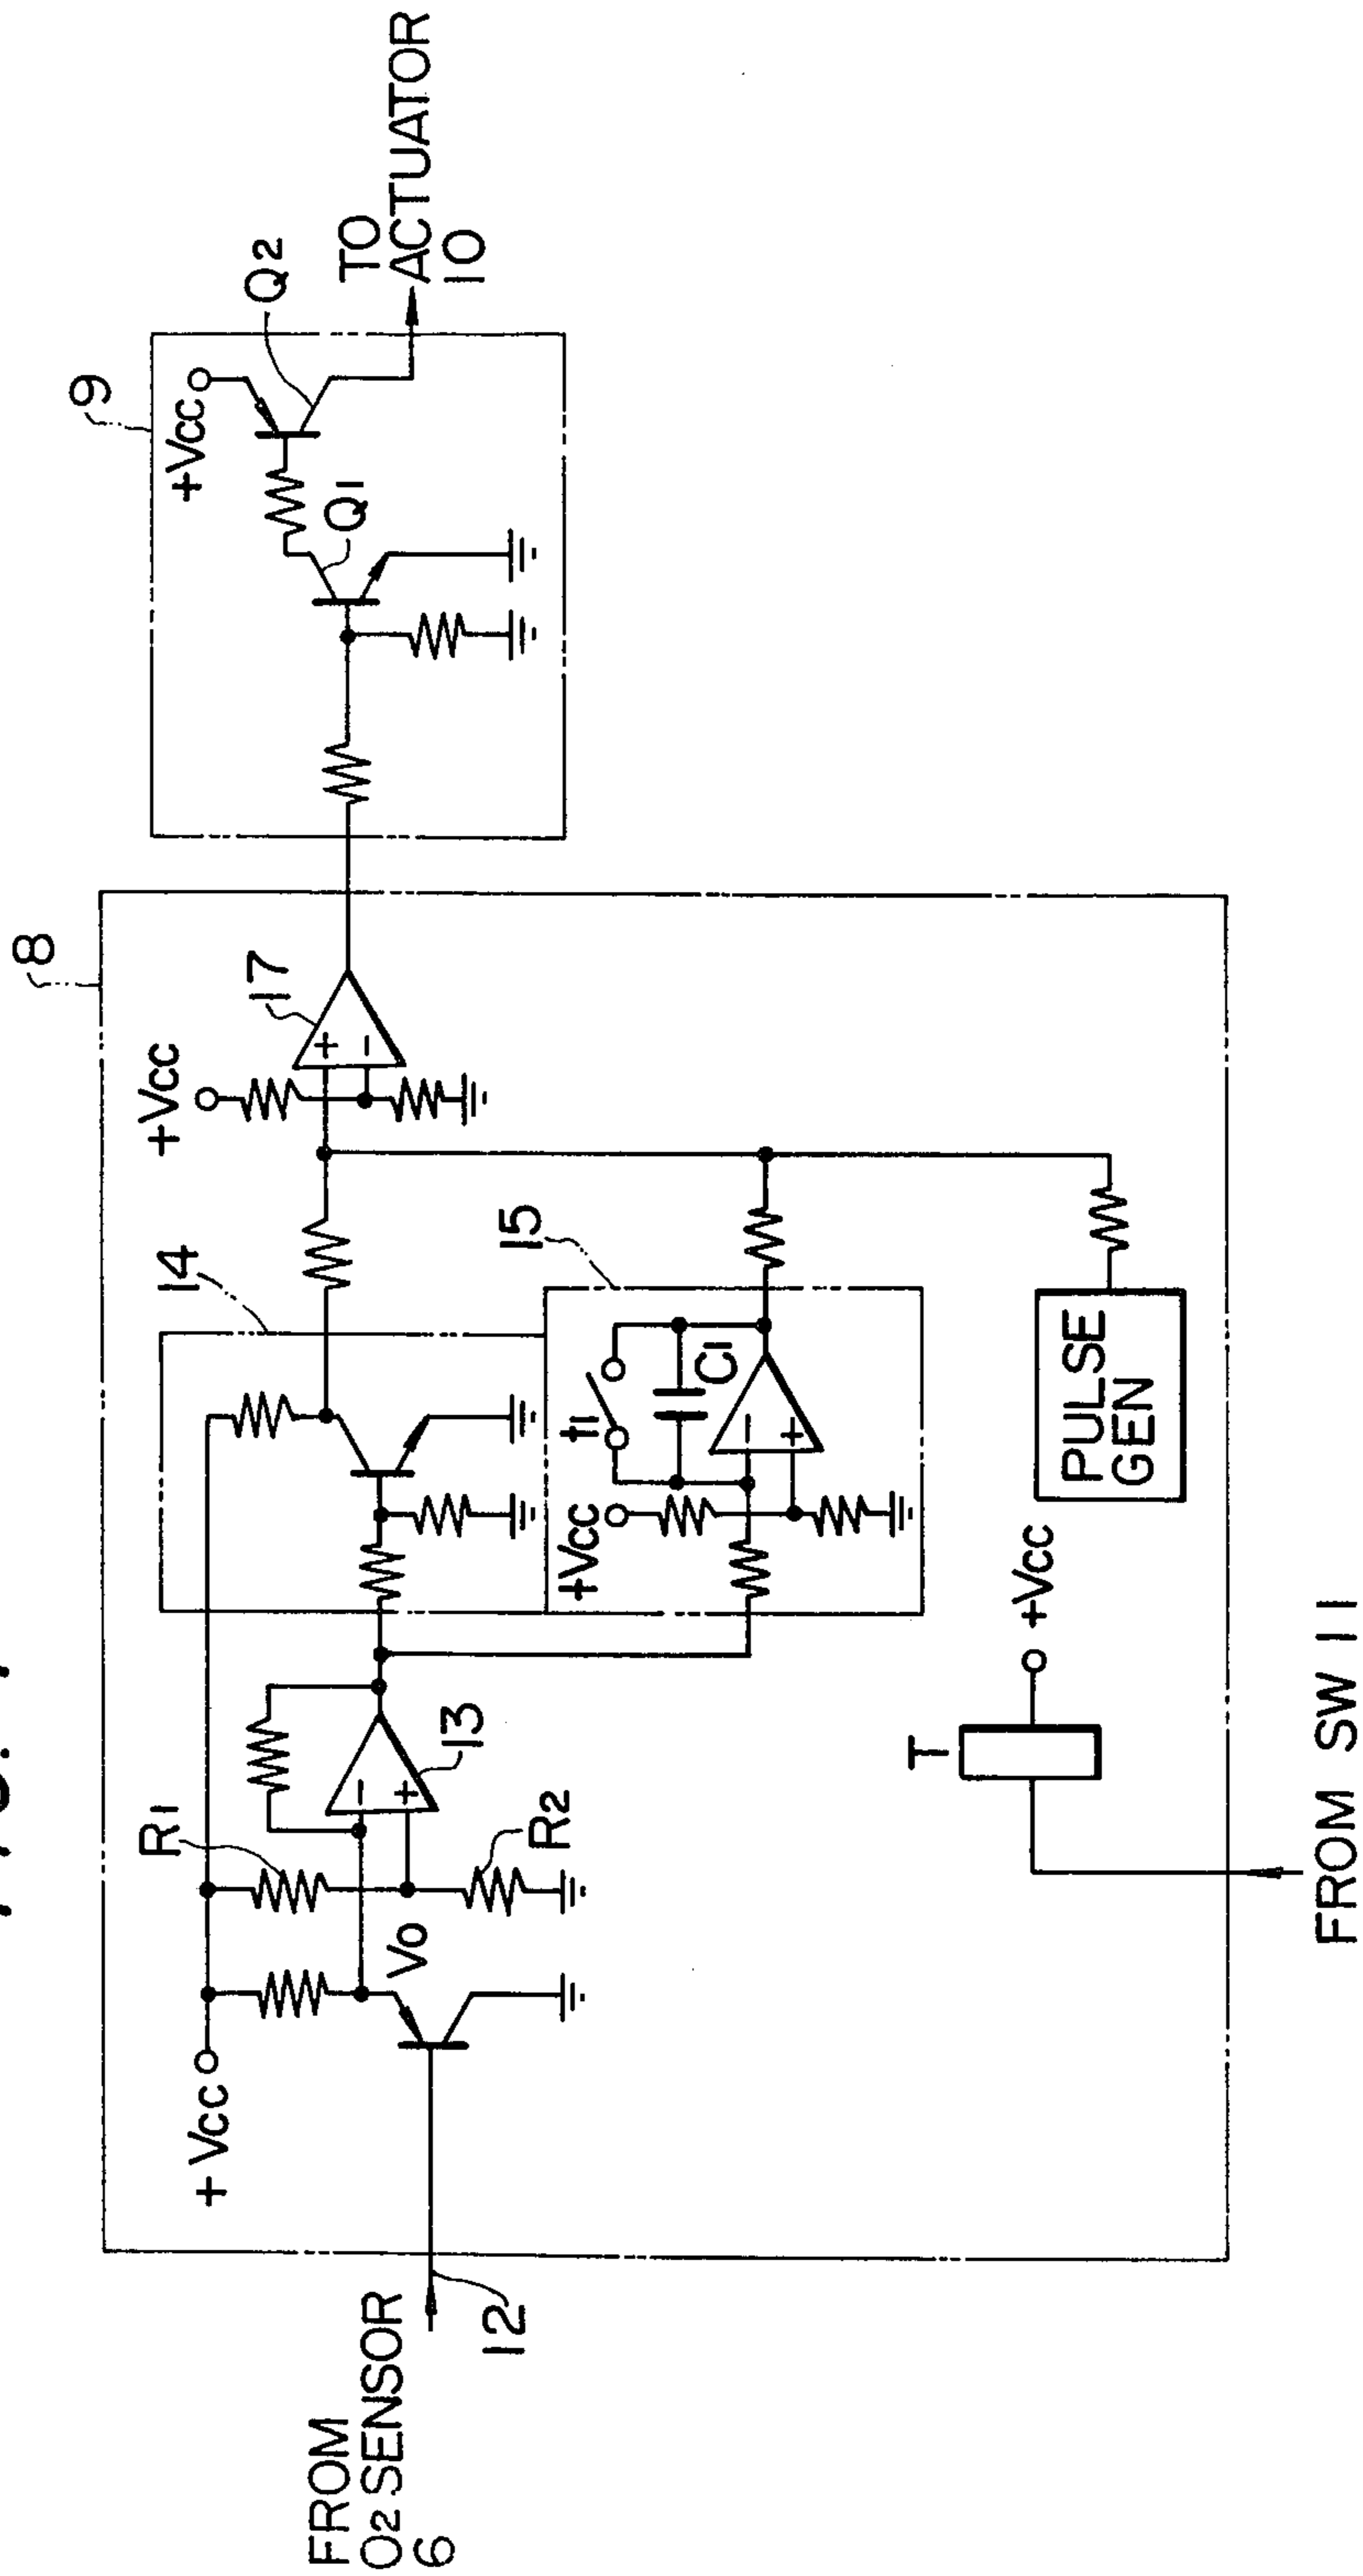 8
9
+Vcc
Q2
Q1
TO
ACTUATOR
10
+Vcc
17
+
−
14
15
+Vcc
t1
C1
−
+
PULSE
GEN
+Vcc
R1
Vo
R2
−
+
13
FROM
O2 SENSOR
6
12
T
+Vcc
FROM SW 11